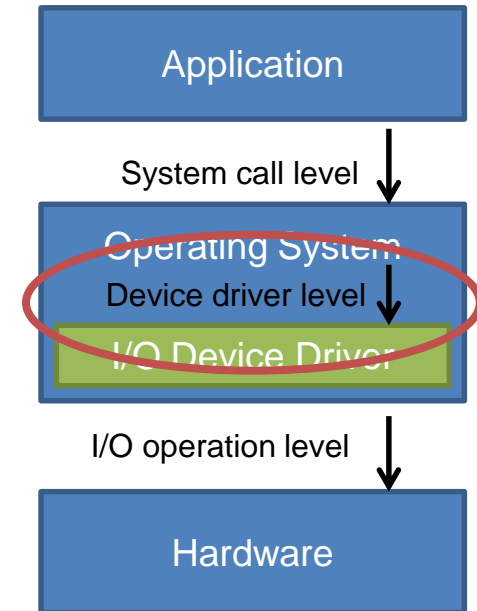 Application
System call level
Operating System
Device driver level
I/O Device Driver
I/O operation level
Hardware